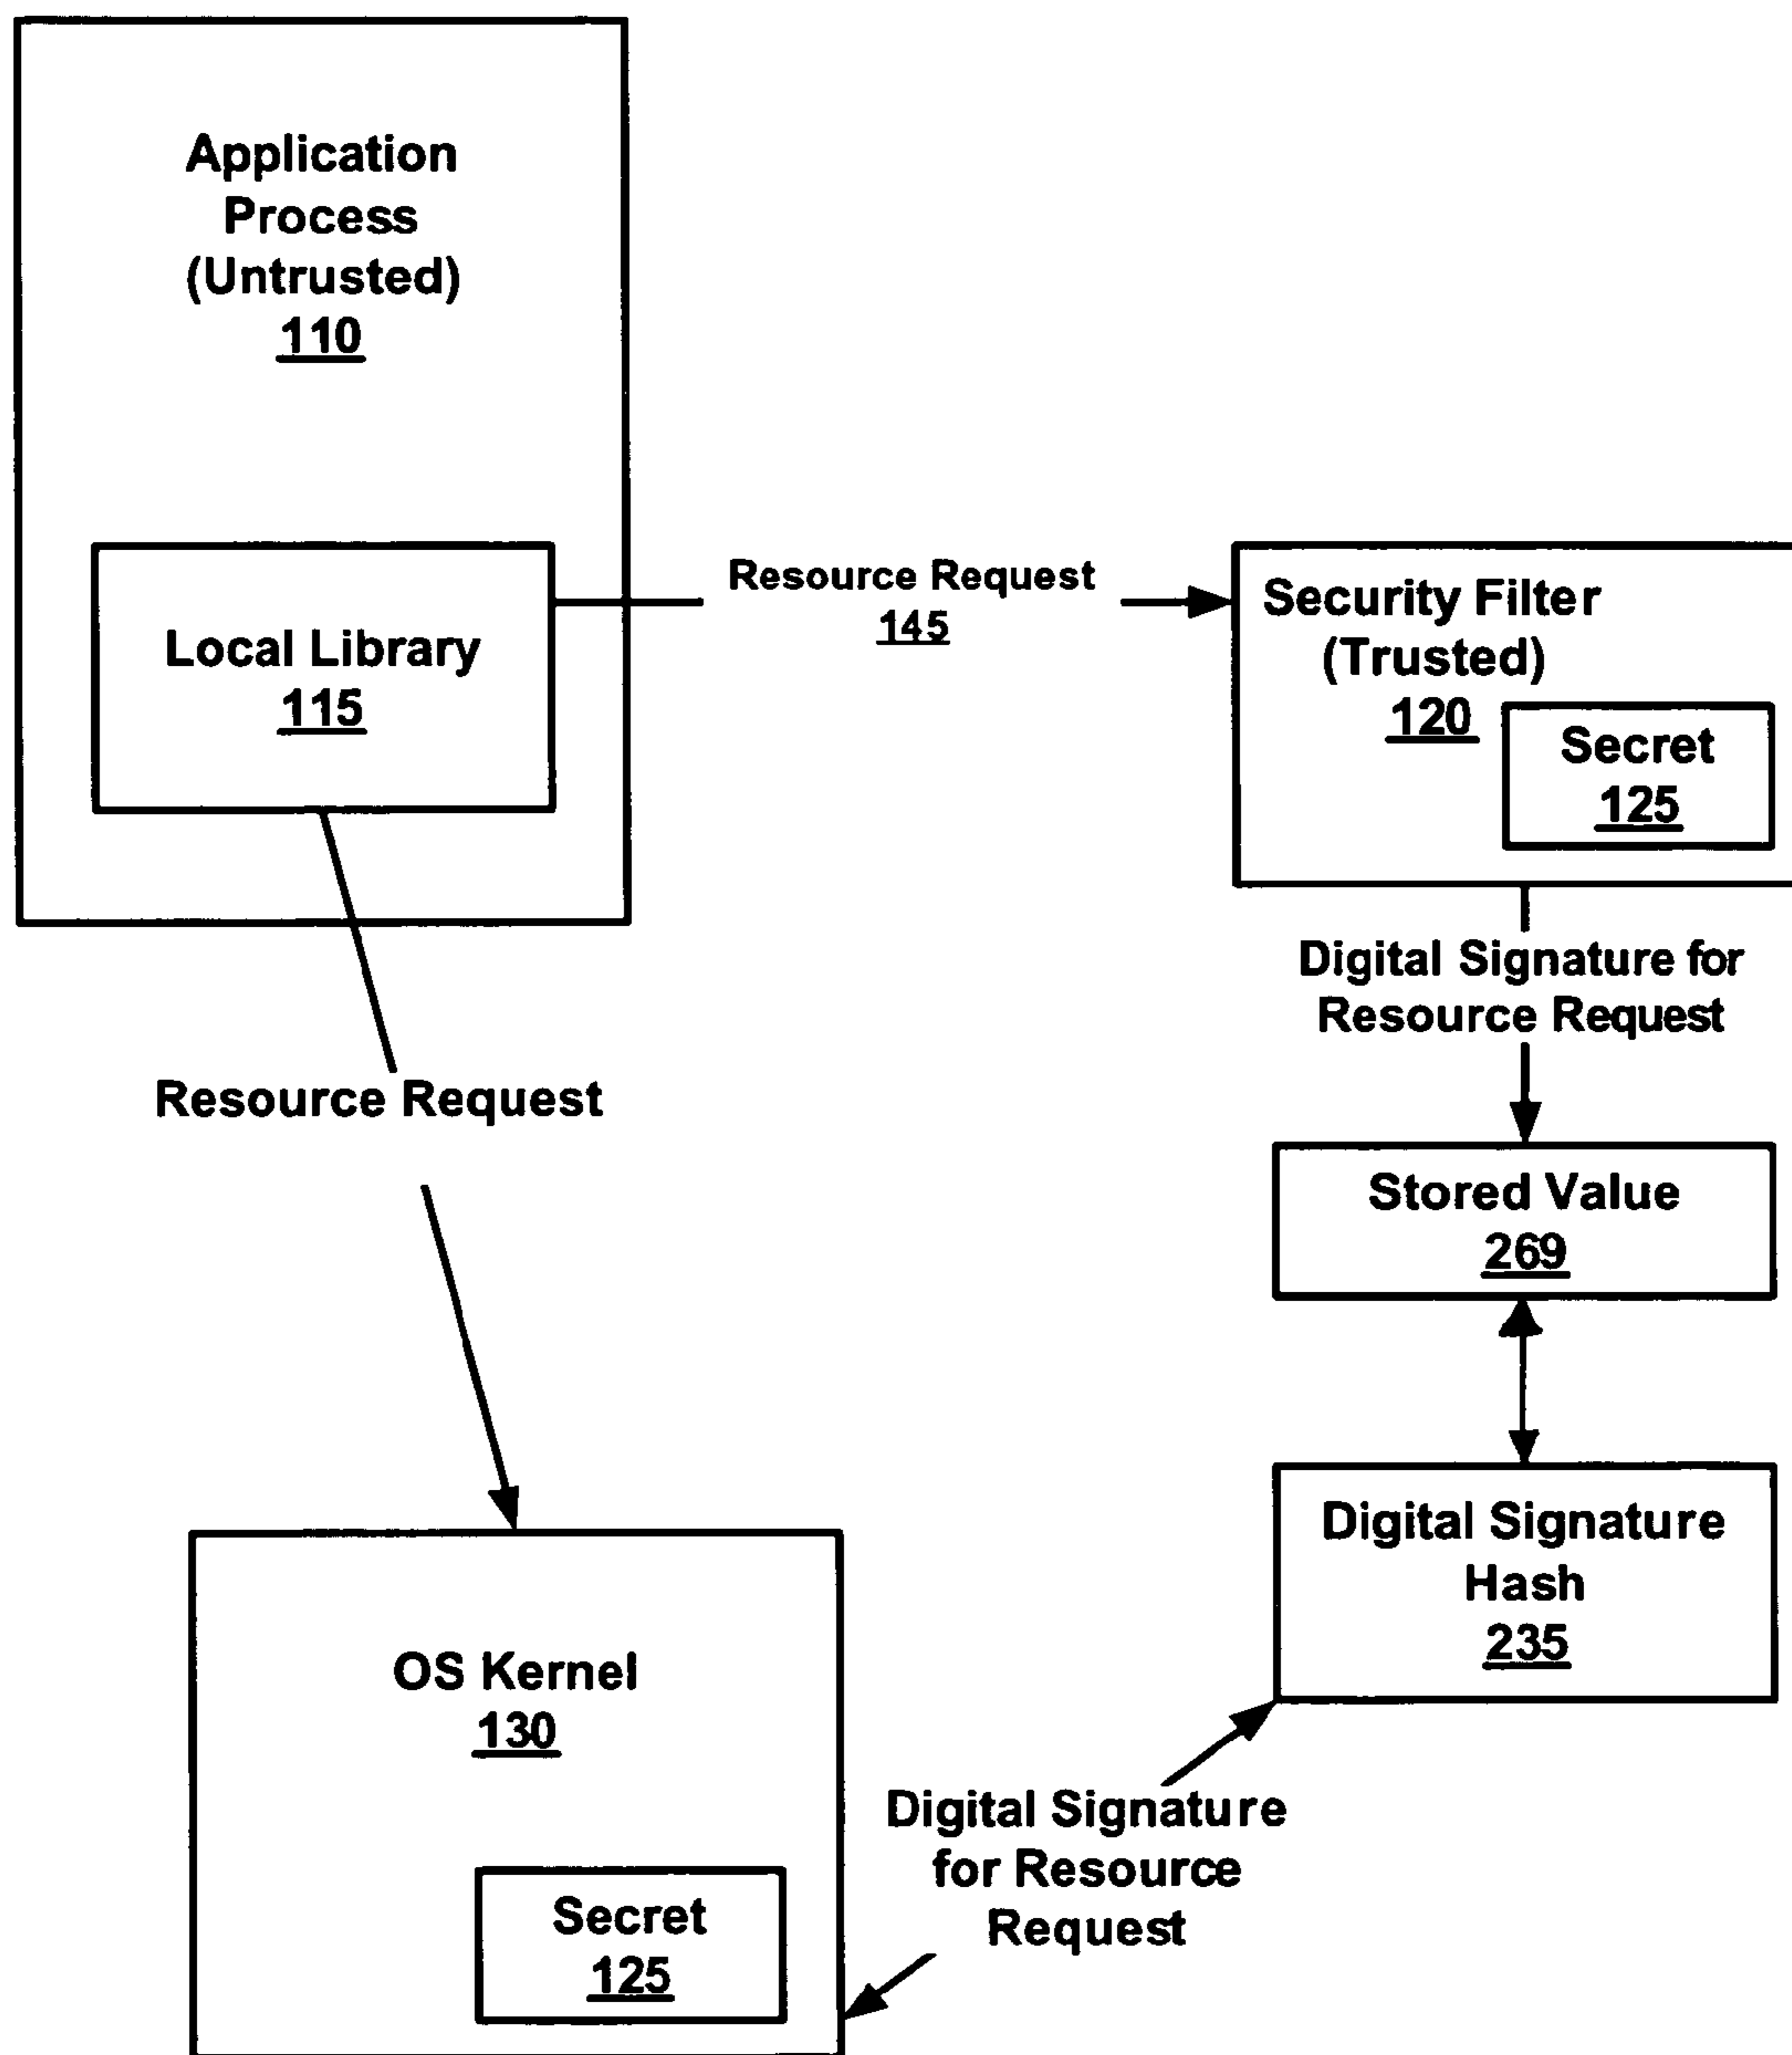 Application
Process
(Untrusted)
110
Local Library
115
Resource Request
145
Security Filter
(Trusted)
120
Secret
125
Digital Signature for
Resource Request
Resource Request
Stored Value
269
Digital Signature
Hash
235
OS Kernel
130
Secret
125
Digital Signature
for Resource
Request